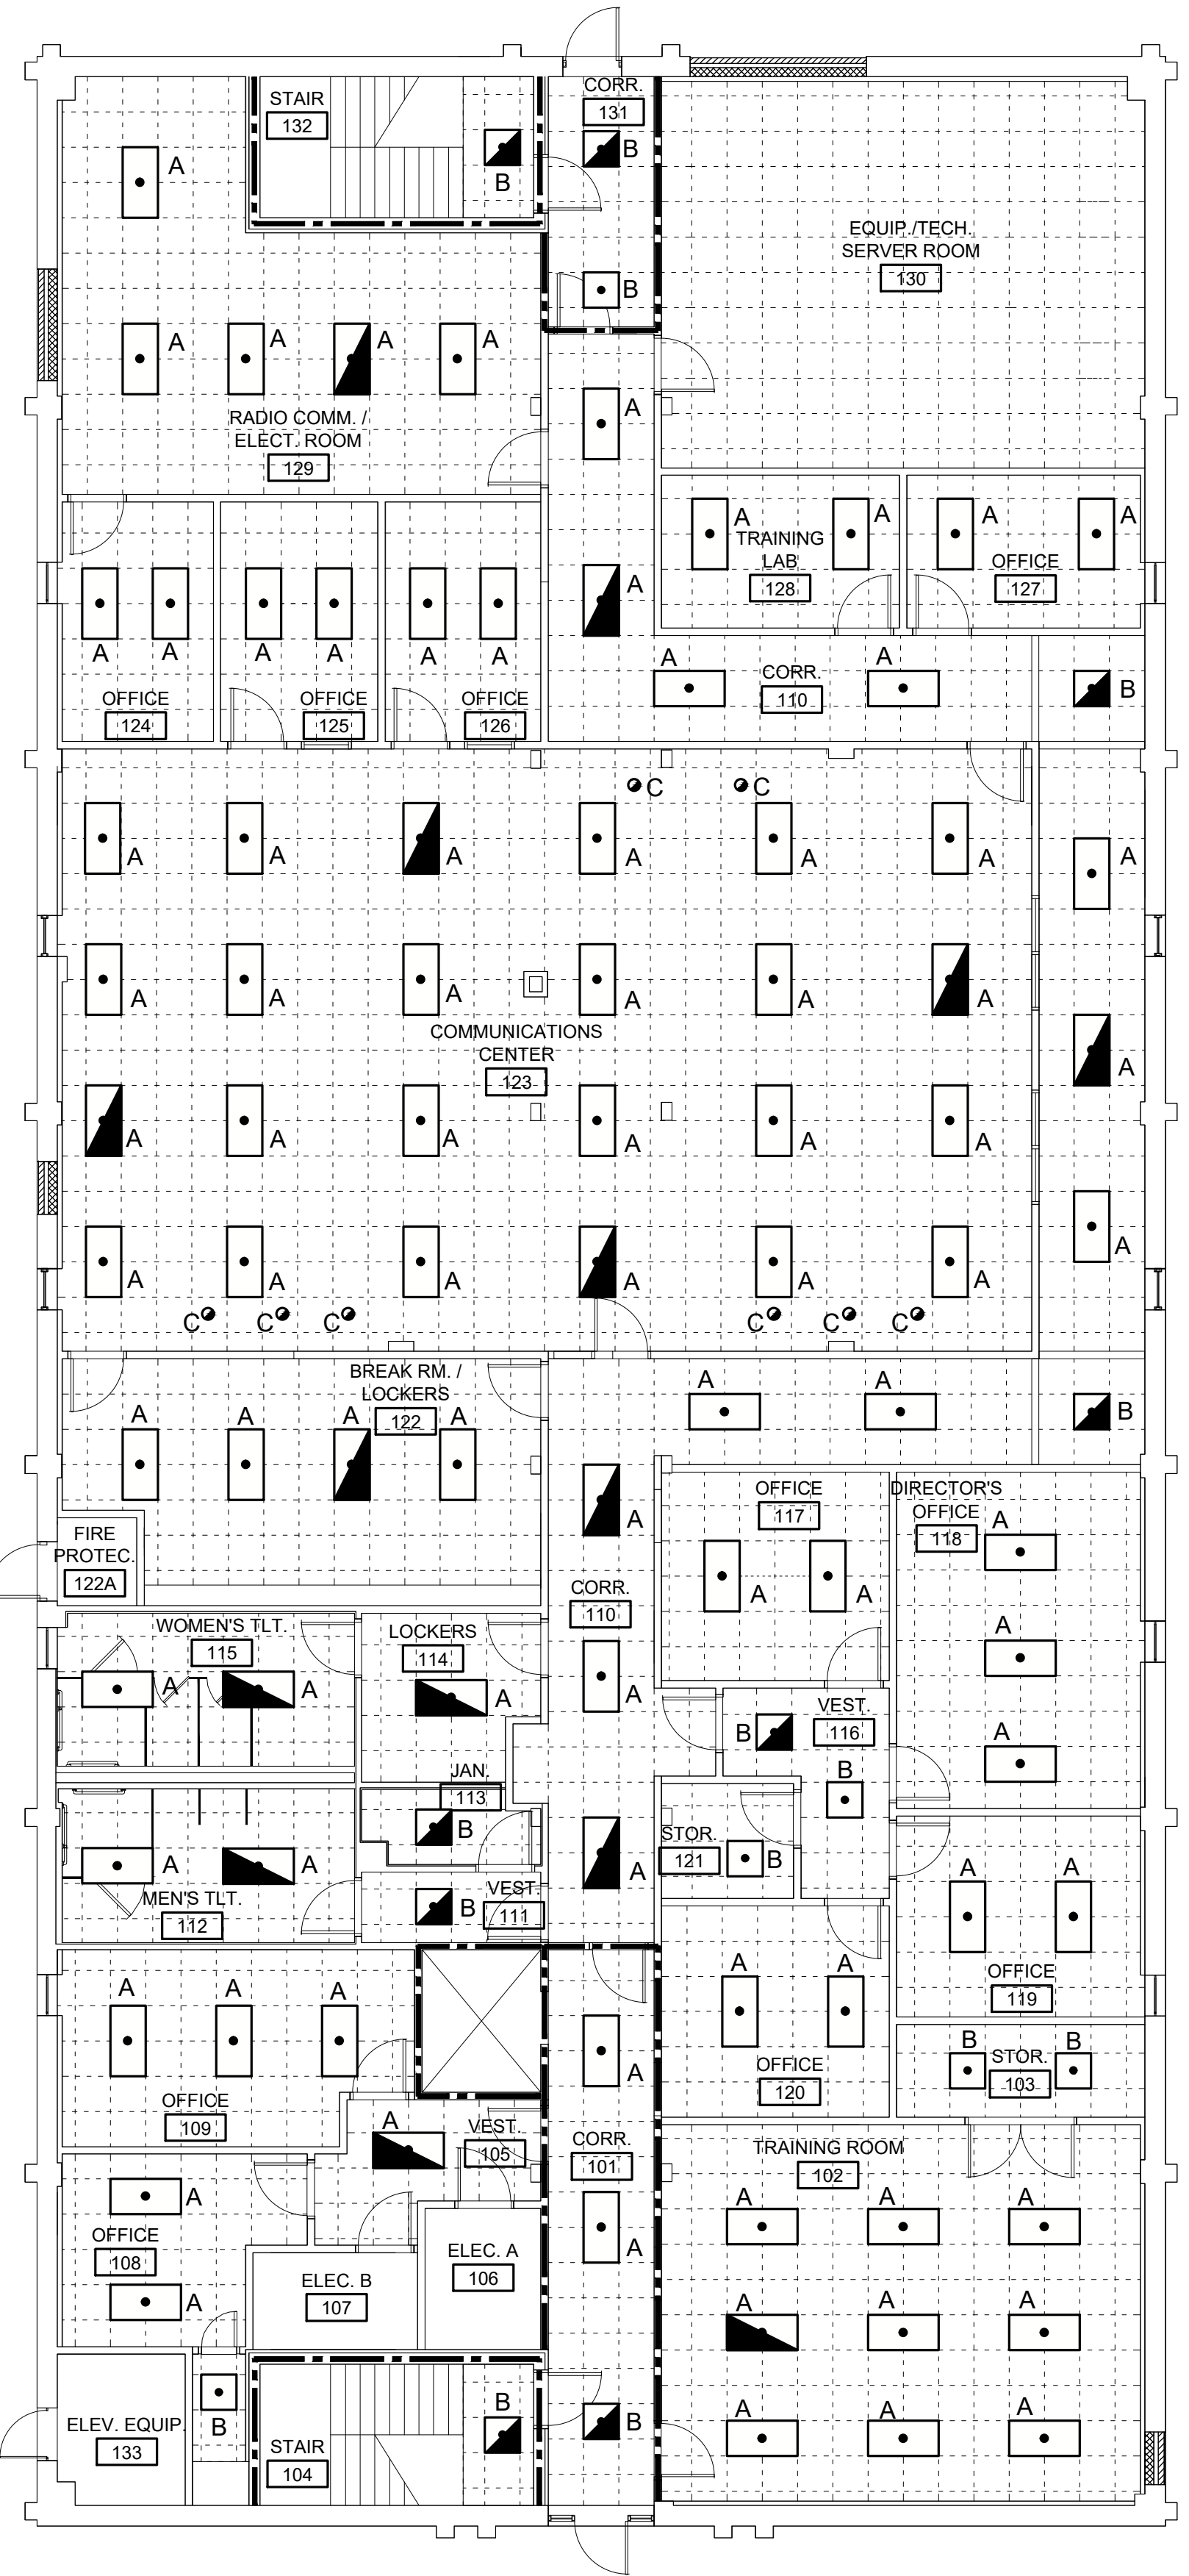 STAIR
132
CORR.
131
A
B
B
EQUIP./TECH.
SERVER ROOM
130
B
A
A
A
A
A
RADIO COMM. /
ELECT. ROOM
129
A
A
A
A
TRAINING
LAB
128
OFFICE
127
A
A
A
A
A
A
A
OFFICE
124
OFFICE
125
OFFICE
126
A
A
CORR.
110
B
C
C
A
A
A
A
A
A
A
A
A
A
A
A
A
COMMUNICATIONS
CENTER
123
A
A
A
A
A
A
A
A
A
A
A
A
A
A
C
C
C
C
C
C
BREAK RM. /
LOCKERS
122
A
A
A
A
A
A
B
A
FIRE
PROTEC.
122A
OFFICE
117
A
A
DIRECTOR'S
OFFICE
118
A
A
A
CORR.
110
A
WOMEN'S TLT.
115
A
A
LOCKERS
114
A
VEST.
116
B
B
JAN.
113
B
A
STOR.
121
B
MEN'S TLT.
112
A
A
VEST.
111
B
A
A
OFFICE
119
A
A
A
OFFICE
109
A
A
A
OFFICE
120
B
B
STOR.
103
A
VEST.
105
CORR.
101
A
TRAINING ROOM
102
A
A
A
A
A
A
A
A
A
OFFICE
108
A
A
ELEC. B
107
ELEC. A
106
ELEV. EQUIP.
133
B
STAIR
104
B
B